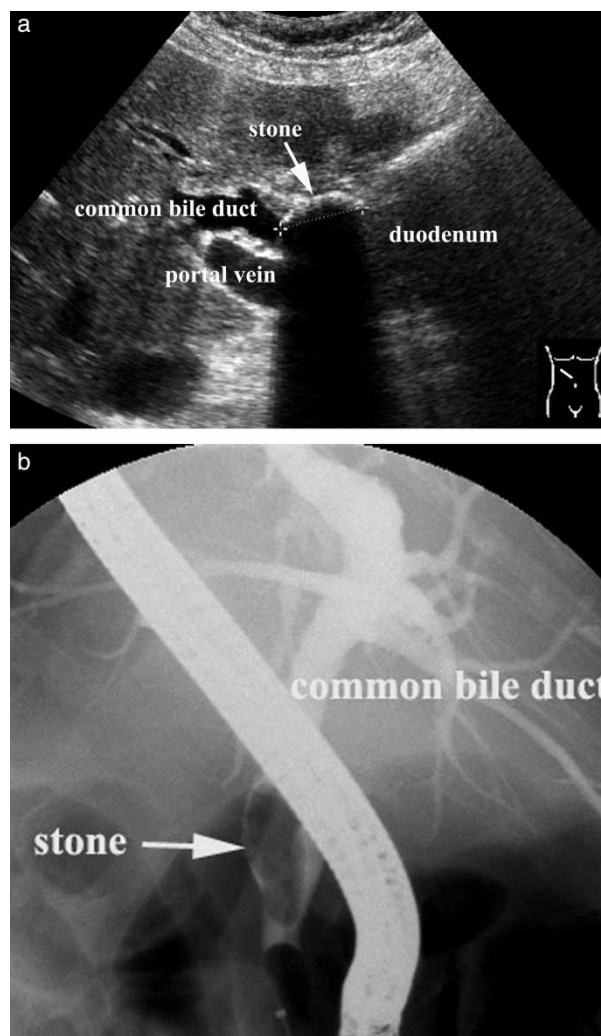 a
stone
common bile duct
duodenum
portal vein
b
common bile duct
stone